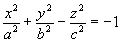 x²/a² + y²/b² − z²/c² = −1